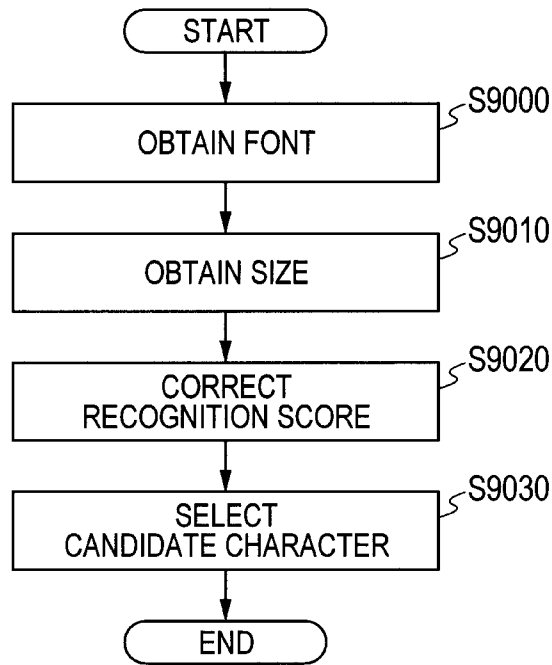 START
S9000
OBTAIN FONT
S9010
OBTAIN SIZE
S9020
CORRECT
RECOGNITION SCORE
S9030
SELECT
CANDIDATE CHARACTER
END